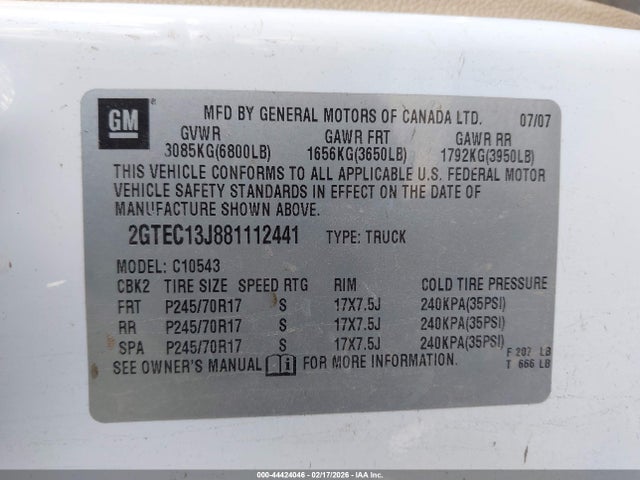 GM
MFD BY GENERAL MOTORS OF CANADA LTD. 07/07
GVWR GAWR FRT GAWR RR
3085KG(6800LB) 1656KG(3650LB) 1792KG(3950LB)
THIS VEHICLE CONFORMS TO ALL APPLICABLE U.S. FEDERAL MOTOR
VEHICLE SAFETY STANDARDS IN EFFECT ON THE DATE OF
MANUFACTURE SHOWN ABOVE.
2GTEC13J881112441 TYPE: TRUCK
MODEL: C10543
CBK2 TIRE SIZE SPEED RTG RIM COLD TIRE PRESSURE
FRT P245/70R17 S 17X7.5J 240KPA(35PSI)
RR P245/70R17 S 17X7.5J 240KPA(35PSI)
SPA P245/70R17 S 17X7.5J 240KPA(35PSI)
SEE OWNER'S MANUAL FOR MORE INFORMATION.
F 207 LB
T 666 LB
000-44424046 - 02/17/2026 - IAA Inc.